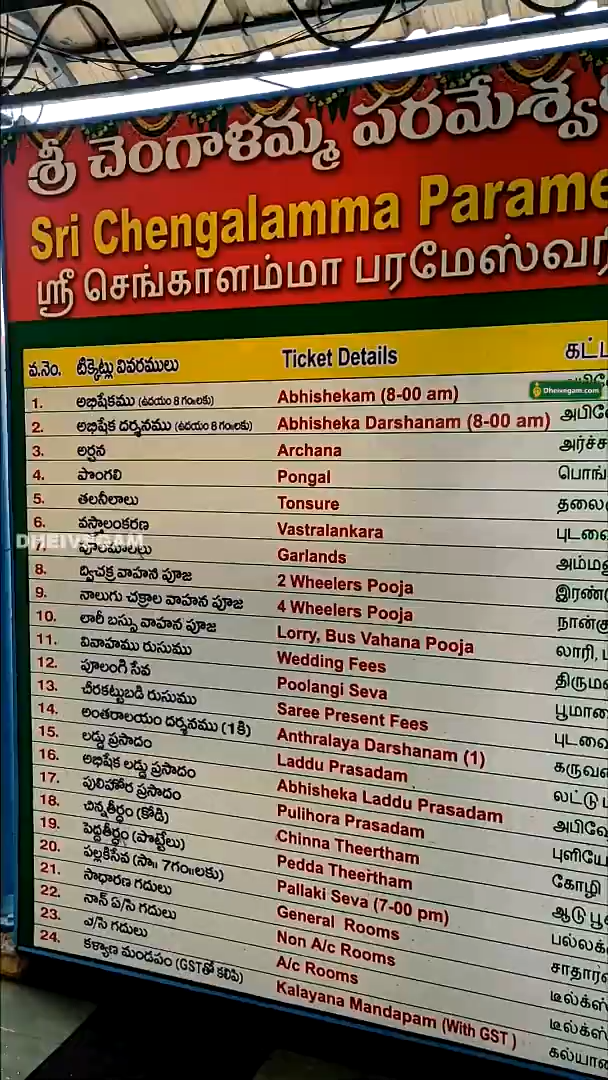 శ్రీ చెంగాళమ్మ పరమేశ్వ
Sri Chengalamma Parame
ஸ்ரீ செங்காளம்மா பரமேஸ்வரி
వ.నెం. టిక్కెట్లు వివరములు Ticket Details கட்ட
1. అభిషేకము (ఉదయం 8 గం॥లకు) Abhishekam (8-00 am)
Dheivegam.com
2. అభిషేక దర్శనము (ఉదయం 8 గం॥లకు) Abhisheka Darshanam (8-00 am) அபிஷே
3. అర్చన Archana அர்ச்ச
4. పొంగలి Pongal பொங்
5. తలనీలాలు Tonsure தலை
6. వస్త్రాలంకరణ Vastralankara புடவை
DHEIVEGAM
7. పూలమాలలు Garlands அம்ம
8. ద్విచక్ర వాహన పూజ 2 Wheelers Pooja இரண்டு
9. నాలుగు చక్రాల వాహన పూజ 4 Wheelers Pooja நான்கு
10. లారీ బస్సు వాహన పూజ Lorry, Bus Vahana Pooja லாரி,
11. వివాహము రుసుము Wedding Fees திரும
12. పూలంగి సేవ Poolangi Seva பூமாலை
13. చీరకట్టుబడి రుసుము Saree Present Fees புடவை
14. అంతరాలయం దర్శనము (1కి) Anthralaya Darshanam (1) கருவ
15. లడ్డు ప్రసాదం Laddu Prasadam லட்டு
16. అభిషేక లడ్డు ప్రసాదం Abhisheka Laddu Prasadam அபிஷே
17. పులిహోర ప్రసాదం Pulihora Prasadam புளியே
18. చిన్నతీర్థం (కోడి) Chinna Theertham கோழி
19. పెద్దతీర్థం (పొట్టేలు) Pedda Theertham ஆடு
20. పల్లకిసేవ (సా॥ 7గం॥లకు) Pallaki Seva (7-00 pm) பல்லக்
21. సాధారణ గదులు General Rooms சாதார
22. నాన్ ఏ/సి గదులు Non A/c Rooms டீலக்ஸ்
23. ఎ/సి గదులు A/c Rooms டீலக்ஸ்
24. కళ్యాణ మండపం (GSTతో కలిపి) Kalayana Mandapam (With GST ) கல்யா